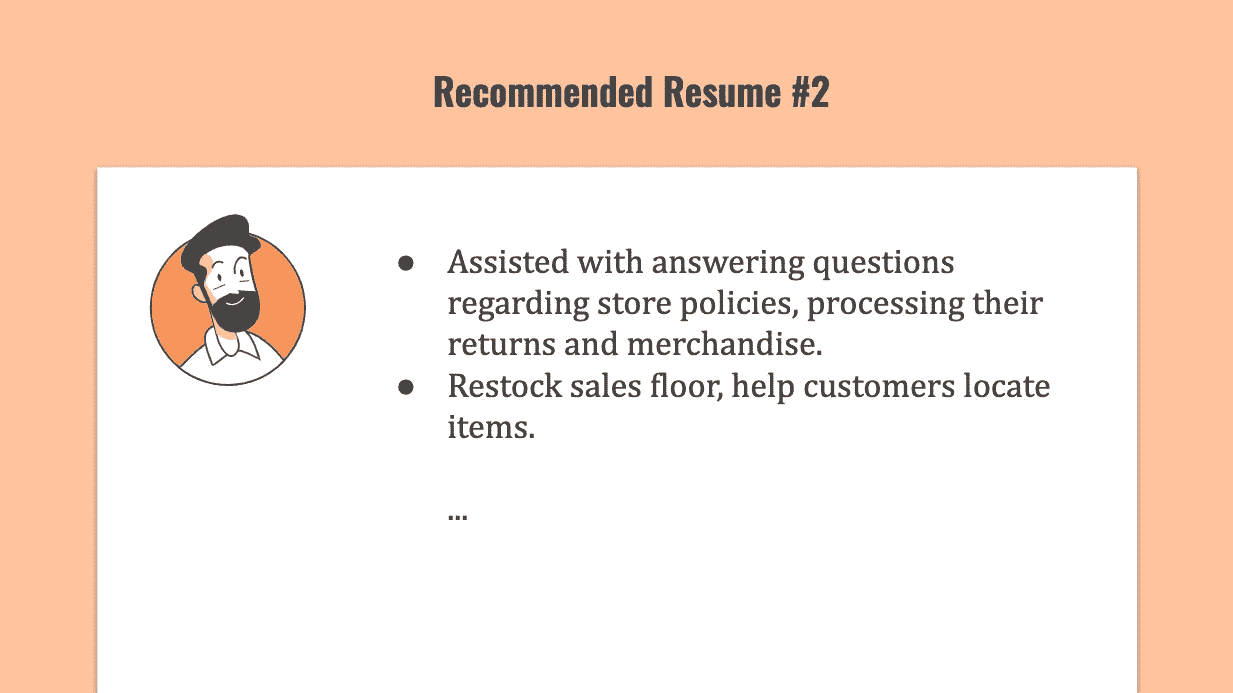 Recommended Resume #2
● Assisted with answering questions
regarding store policies, processing their
returns and merchandise.
● Restock sales floor, help customers locate
items.
...